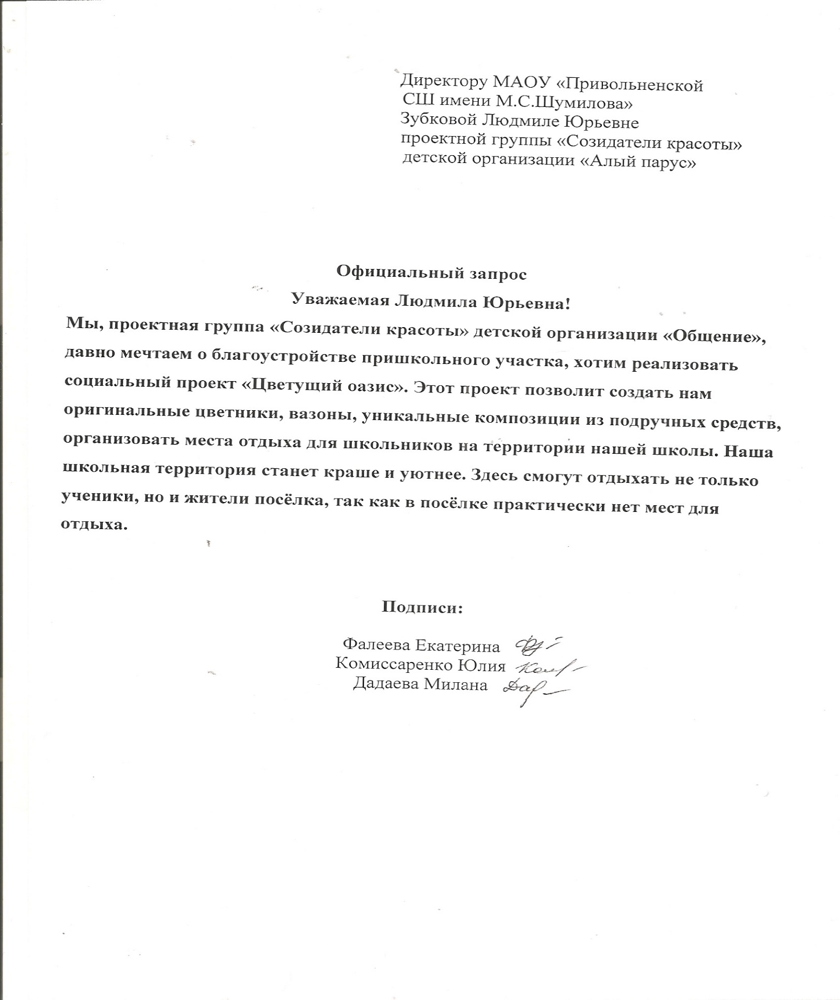 Директору МАОУ «Привольненской
СШ имени М.С.Шумилова»
Зубковой Людмиле Юрьевне
проектной группы «Созидатели красоты»
детской организации «Алый парус»
Официальный запрос
Уважаемая Людмила Юрьевна!
Мы, проектная группа «Созидатели красоты» детской организации «Общение»,
давно мечтаем о благоустройстве пришкольного участка, хотим реализовать
социальный проект «Цветущий оазис». Этот проект позволит создать нам
оригинальные цветники, вазоны, уникальные композиции из подручных средств,
организовать места отдыха для школьников на территории нашей школы. Наша
школьная территория станет краше и уютнее. Здесь смогут отдыхать не только
ученики, но и жители посёлка, так как в посёлке практически нет мест для
отдыха.
Подписи:
Фалеева Екатерина
Комиссаренко Юлия
Дадаева Милана